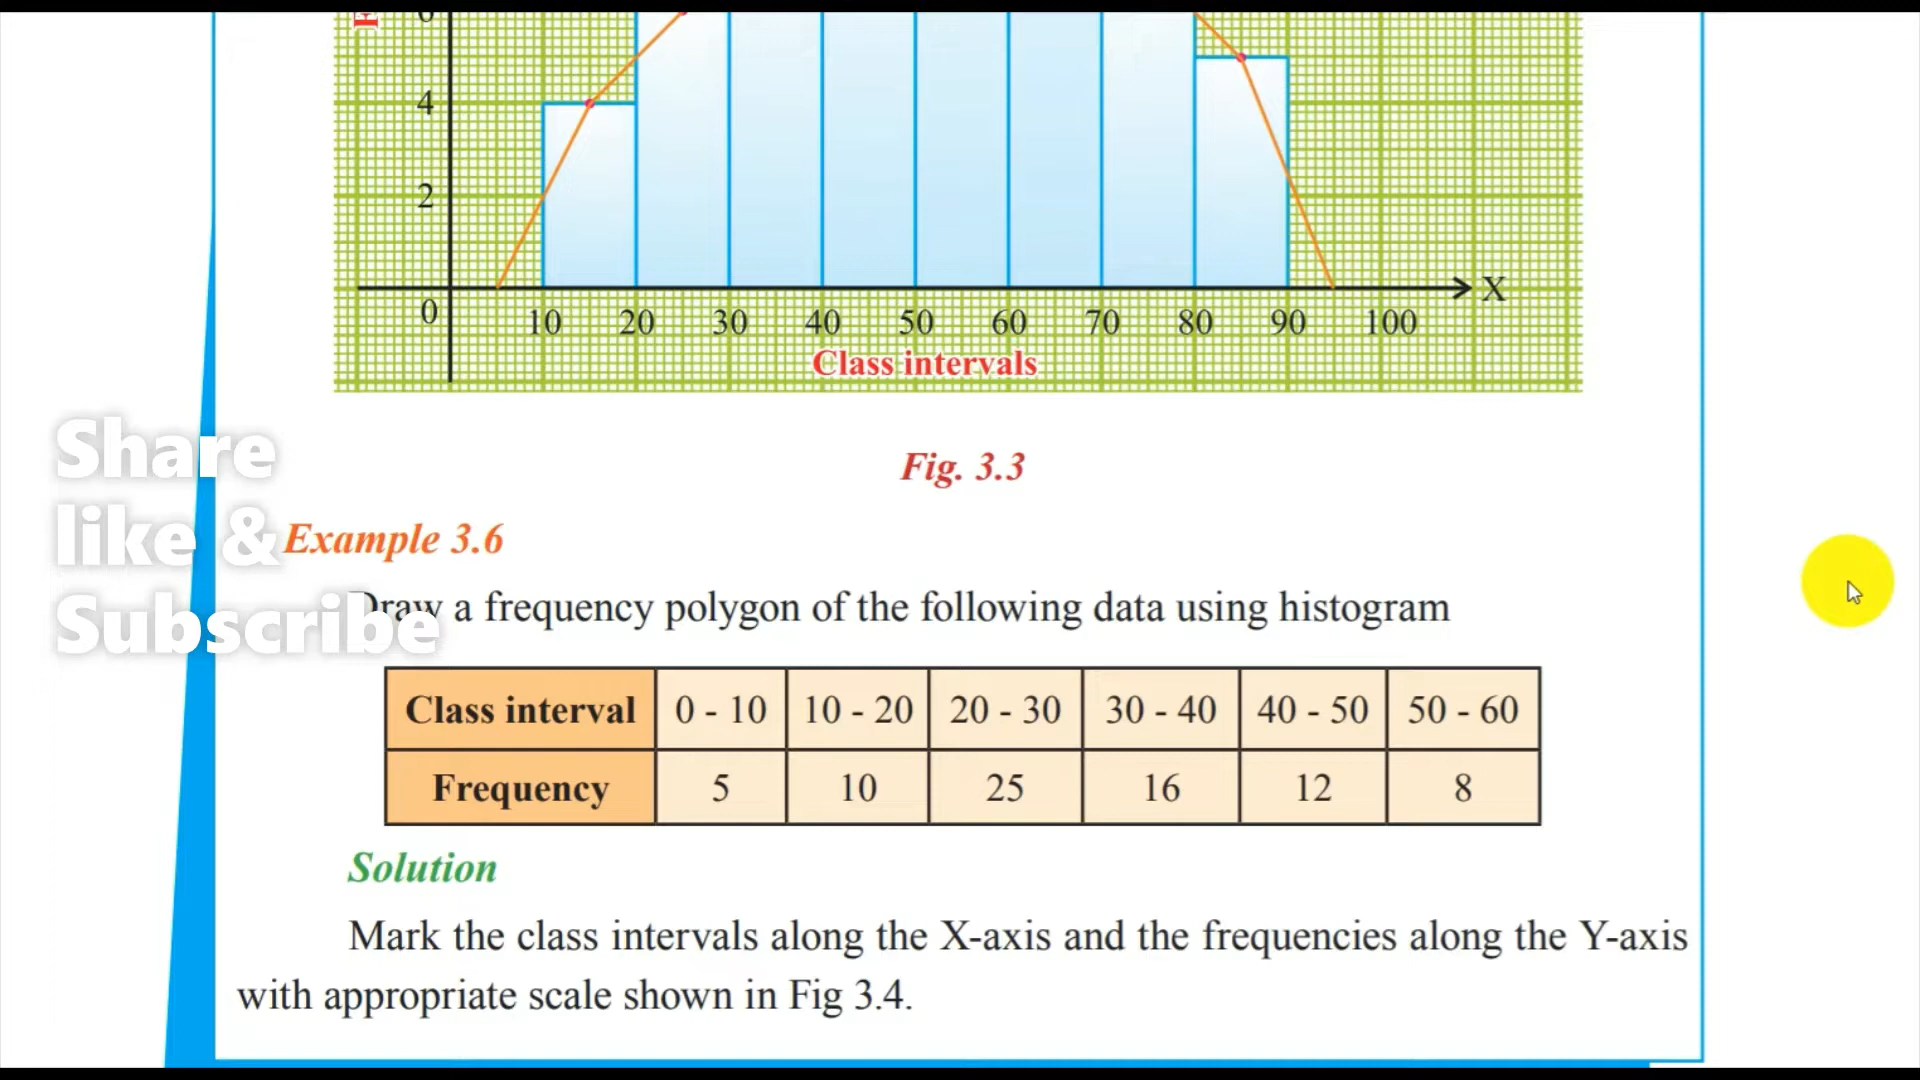 6
4
2
0
10 20 30 40 50 60 70 80 90 100
X
Class intervals
Fig. 3.3
Share
like &
Subscribe
Example 3.6
Draw a frequency polygon of the following data using histogram
Class interval 0 - 10 10 - 20 20 - 30 30 - 40 40 - 50 50 - 60
Frequency 5 10 25 16 12 8
Solution
Mark the class intervals along the X-axis and the frequencies along the Y-axis
with appropriate scale shown in Fig 3.4.